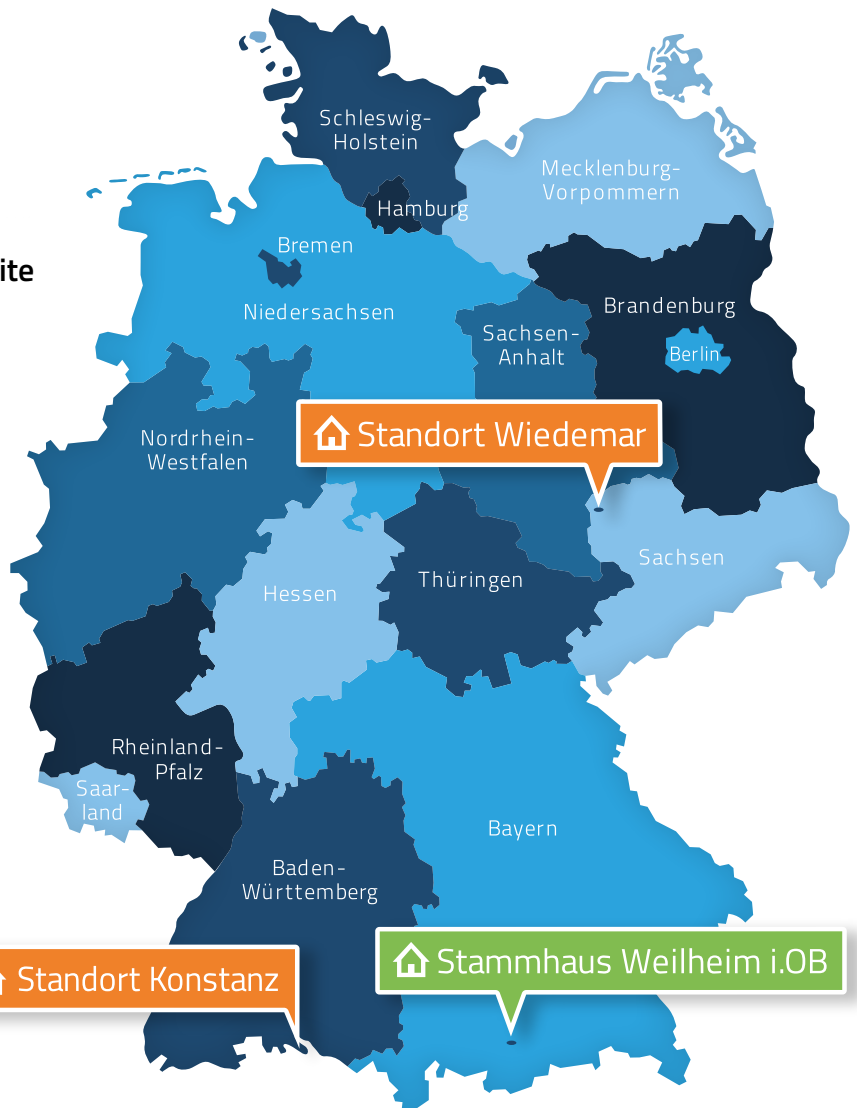 Schleswig-
Holstein
Mecklenburg-
Vorpommern
Hamburg
Bremen
ite
Niedersachsen
Brandenburg
Sachsen-
Anhalt
Berlin
Standort Wiedemar
Nordrhein-
Westfalen
Sachsen
Thüringen
Hessen
Rheinland-
Pfalz
Saar-
land
Bayern
Baden-
Württemberg
Stammhaus Weilheim i.OB
Standort Konstanz